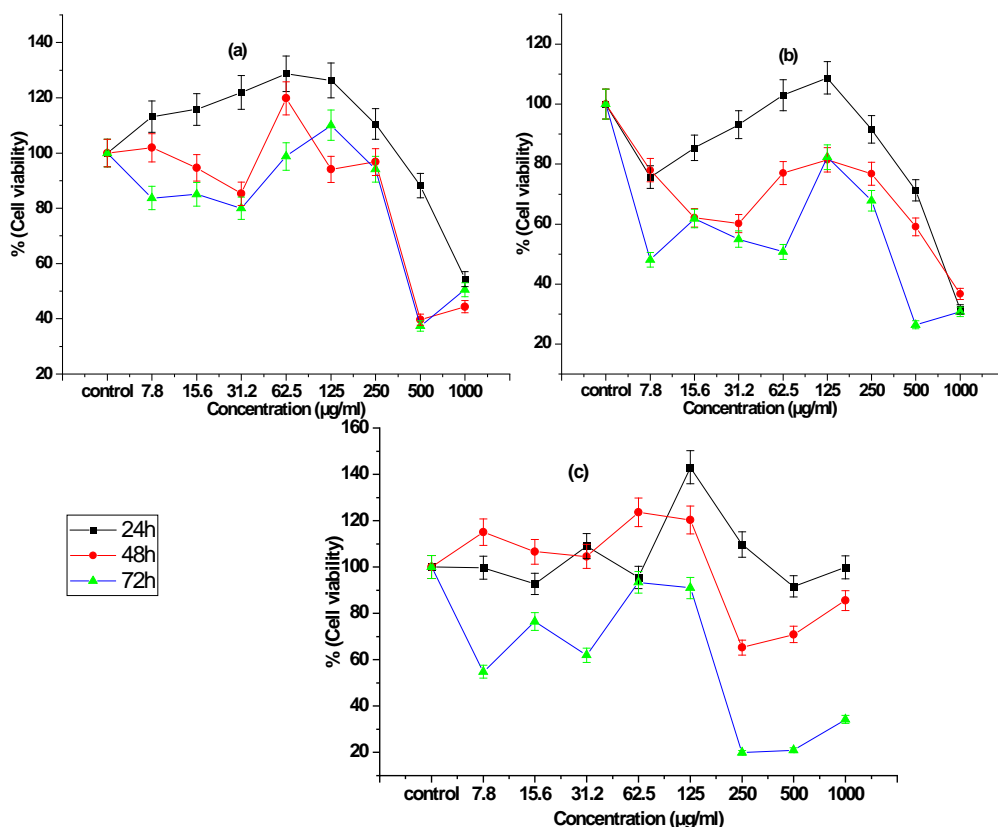 (a)
% (Cell viability)
140
120
100
80
60
40
20
control 7.8 15.6 31.2 62.5 125 250 500 1000
Concentration (µg/ml)
(b)
% (Cell viability)
120
100
80
60
40
20
control 7.8 15.6 31.2 62.5 125 250 500 1000
Concentration (µg/ml)
24h
48h
72h
(c)
% (Cell viability)
160
140
120
100
80
60
40
20
control 7.8 15.6 31.2 62.5 125 250 500 1000
Concentration (µg/ml)